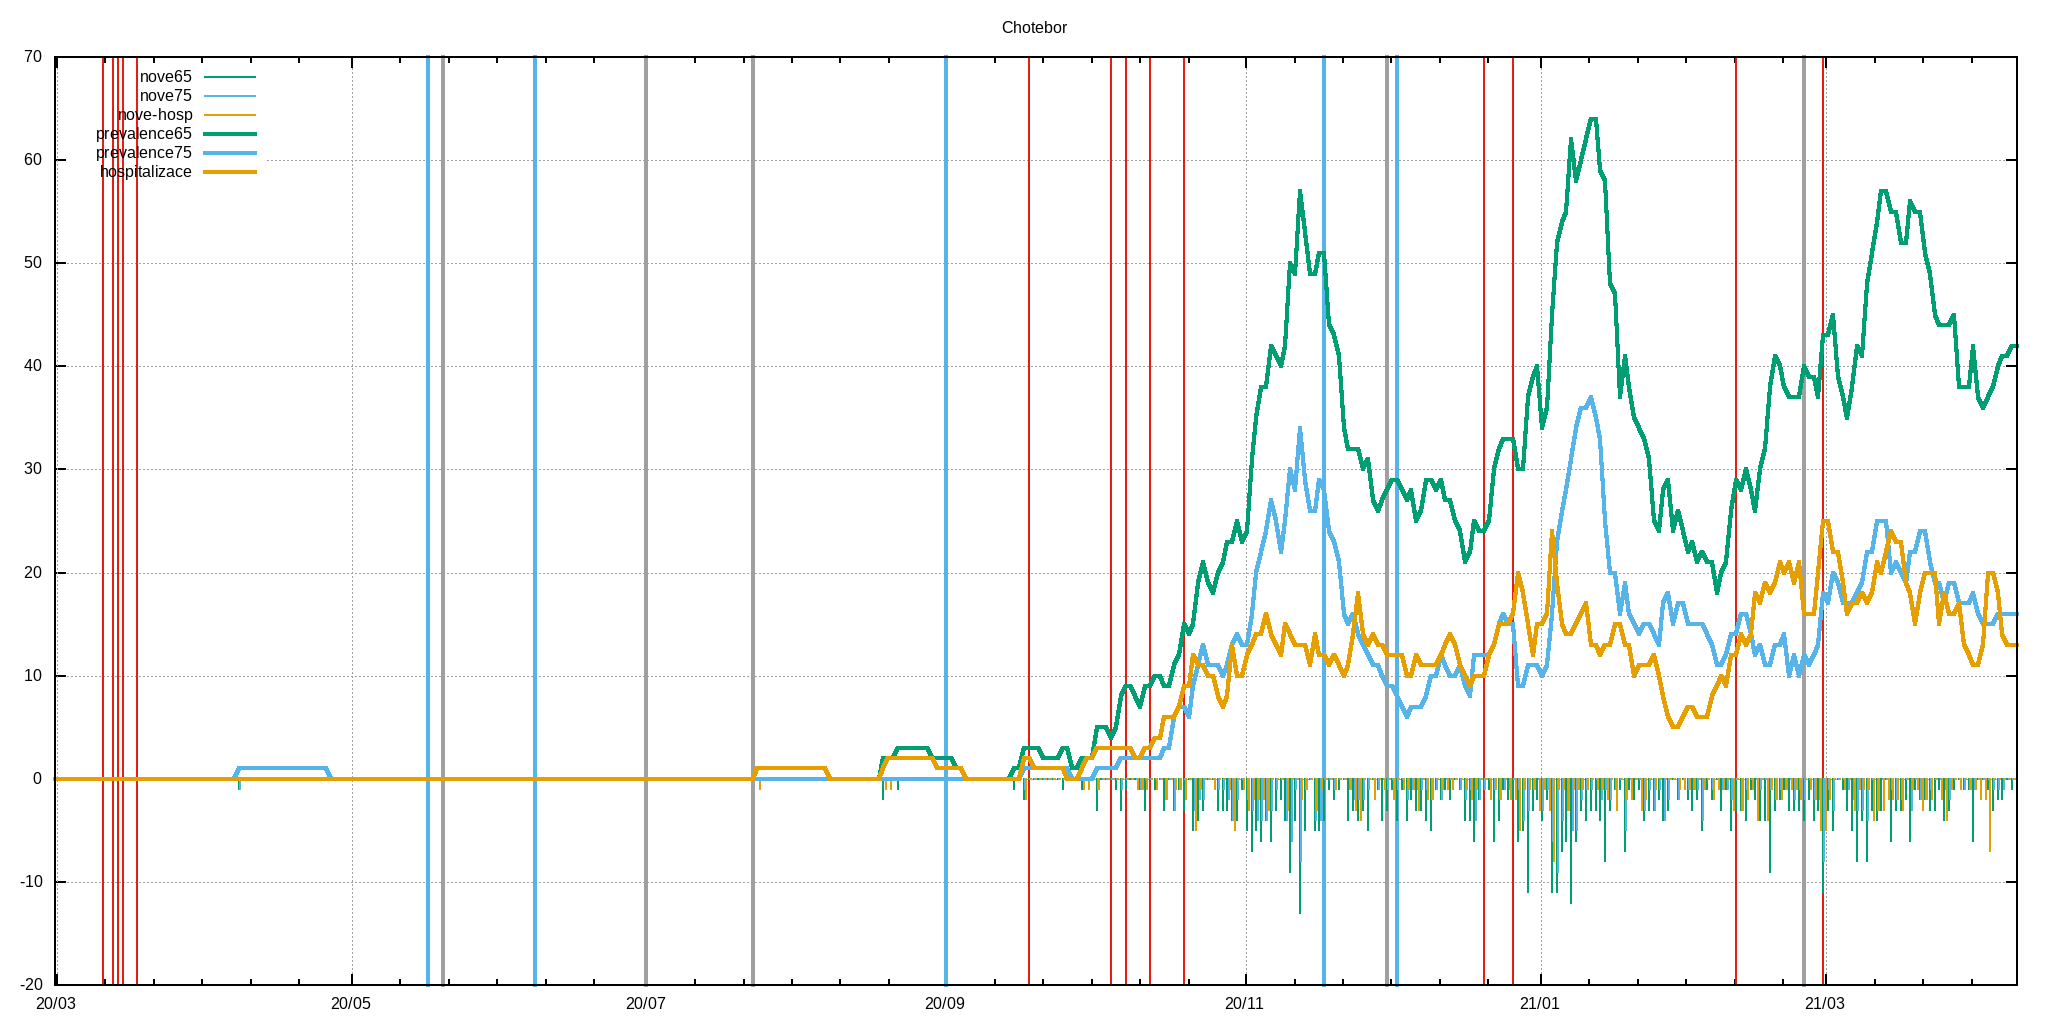 Chotebor
70
60
50
40
30
20
10
0
-10
-20
nove65
nove75
nove-hosp
prevalence65
prevalence75
hospitalizace
20/03 20/05 20/07 20/09 20/11 21/01 21/03